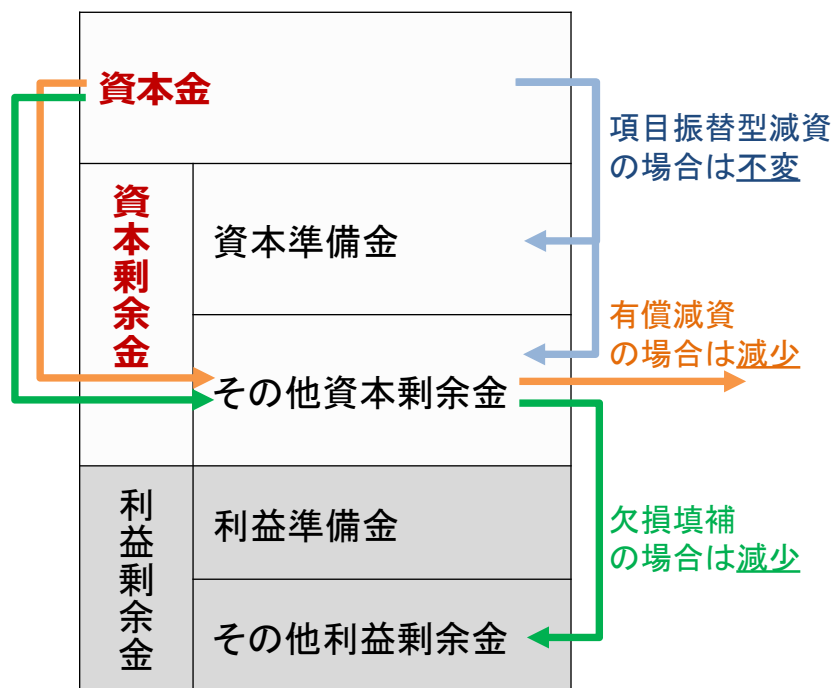 資本金
項目振替型減資
の場合は不変
資本剰余金
資本準備金
有償減資
の場合は減少
その他資本剰余金
利益剰余金
利益準備金
欠損填補
の場合は減少
その他利益剰余金